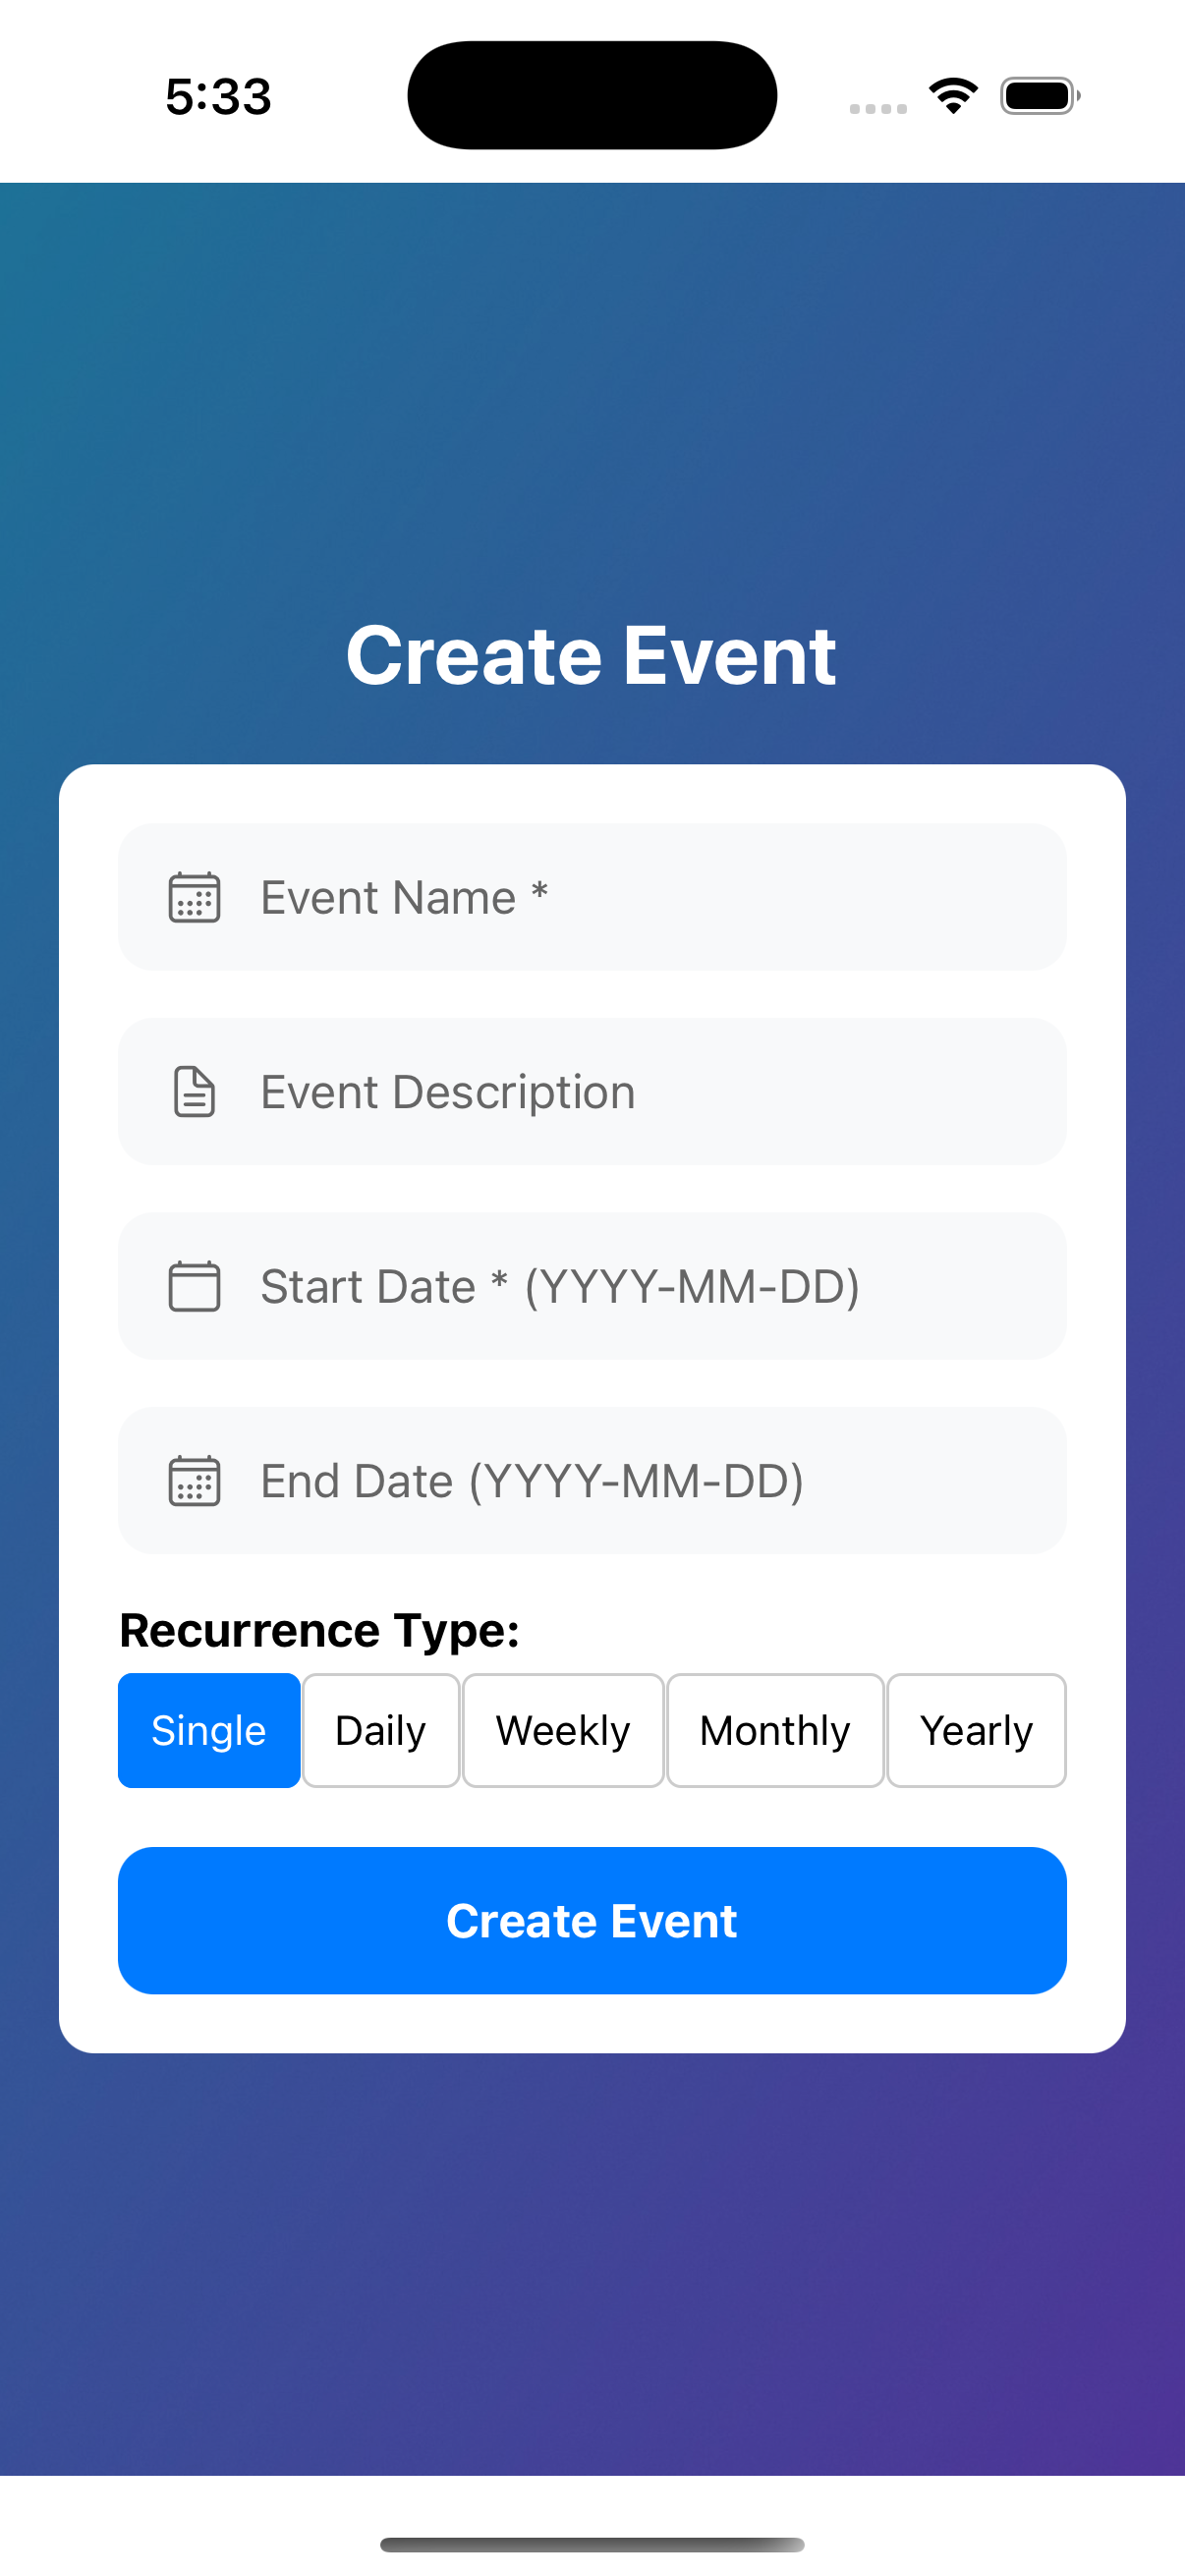 5:33
Create Event
Event Name *
Event Description
Start Date * (YYYY-MM-DD)
End Date (YYYY-MM-DD)
Recurrence Type:
Single Daily Weekly Monthly Yearly
Create Event